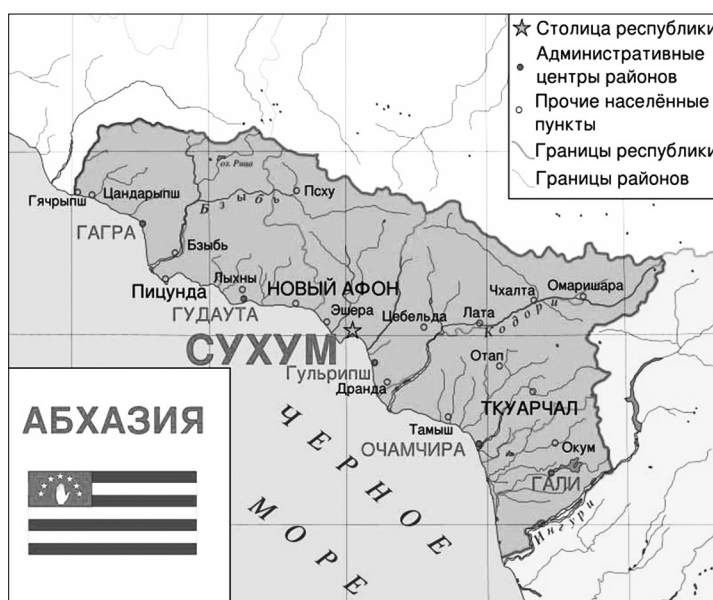 Столица республики
Административные
центры районов
Прочие населённые
пункты
Границы республики
Границы районов
оз. Рица
Псху
Гячрыпш
Цандарыпш
Бзыбь
ГАГРА
Бзыбь
Пицунда
Лыхны
НОВЫЙ АФОН
ГУДАУТА
Эшера
Чхалта
Омаришара
Цебельда
Лата
Кодори
СУХУМ
Гульрипш
Отап
Дранда
ТКУАРЧАЛ
Тамыш
ОЧАМЧИРА
Окум
ГАЛИ
Ингури
ЧЕРНОЕ
МОРЕ
АБХАЗИЯ